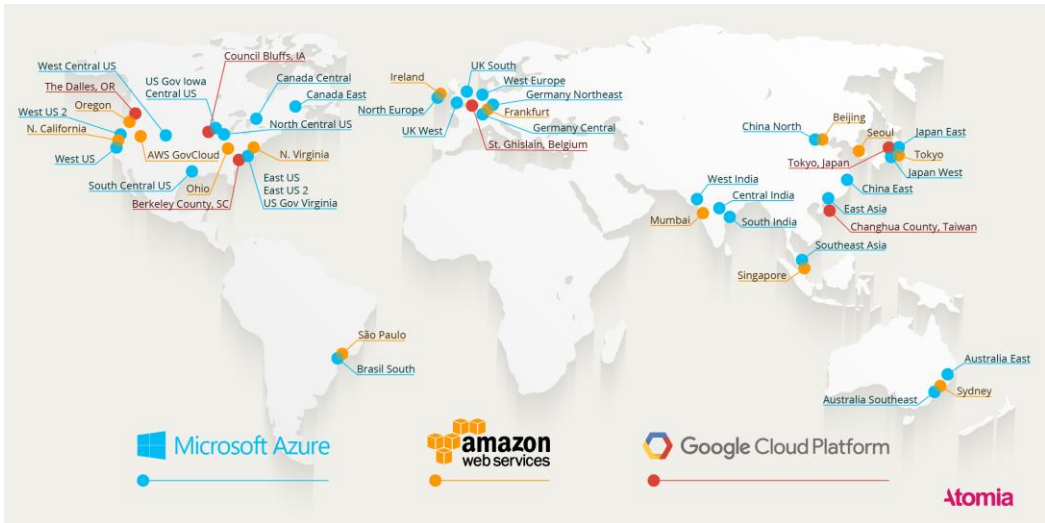 West Central US
The Dalles, OR
Oregon
West US 2
N. California
West US
AWS GovCloud
South Central US
Ohio
Berkeley County, SC
Council Bluffs, IA
US Gov Iowa
Central US
Canada Central
Canada East
North Central US
N. Virginia
East US
East US 2
US Gov Virginia
São Paulo
Brasil South
Ireland
North Europe
UK South
West Europe
Germany Northeast
Frankfurt
UK West
Germany Central
St. Ghislain, Belgium
China North
Beijing
Seoul
Japan East
Tokyo, Japan
Tokyo
Japan West
China East
West India
Central India
Mumbai
South India
East Asia
Changhua County, Taiwan
Southeast Asia
Singapore
Australia East
Sydney
Australia Southeast
Microsoft Azure
amazon
web services
Google Cloud Platform
Atomia